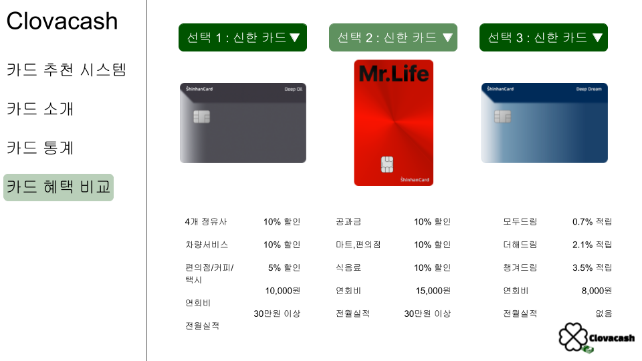 Clovacash
카드 추천 시스템
카드 소개
카드 통계
카드 혜택 비교
선택 1 : 신한 카드 ▼
선택 2 : 신한 카드 ▼
선택 3 : 신한 카드 ▼
ShinhanCard
Deep Oil
Mr.Life
ShinhanCard
ShinhanCard
Deep Dream
4개 정유사 10% 할인
차량서비스 10% 할인
편의점/커피/
택시
5% 할인
연회비 10,000원
전월실적 30만원 이상
공과금 10% 할인
마트,편의점 10% 할인
식음료 10% 할인
연회비 15,000원
전월실적 30만원 이상
모두드림 0.7% 적립
더해드림 2.1% 적립
챙겨드림 3.5% 적립
연회비 8,000원
전월실적 없음
Clovacash